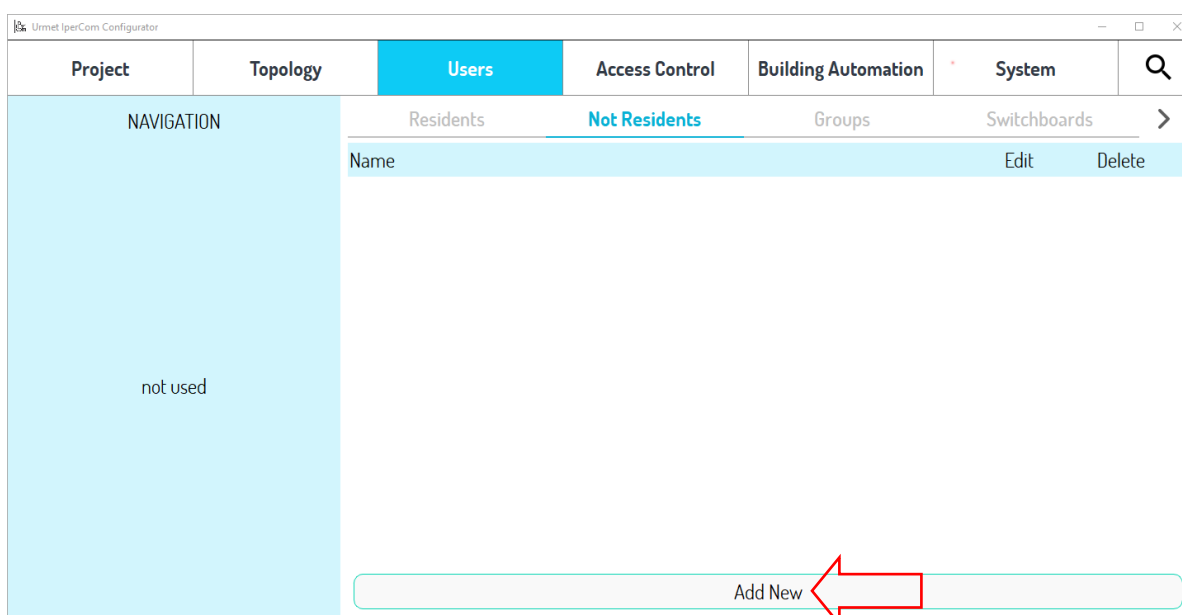 Urmet IperCom Configurator
Project Topology Users Access Control Building Automation * System
NAVIGATION Residents Not Residents Groups Switchboards
Name Edit Delete
not used
Add New